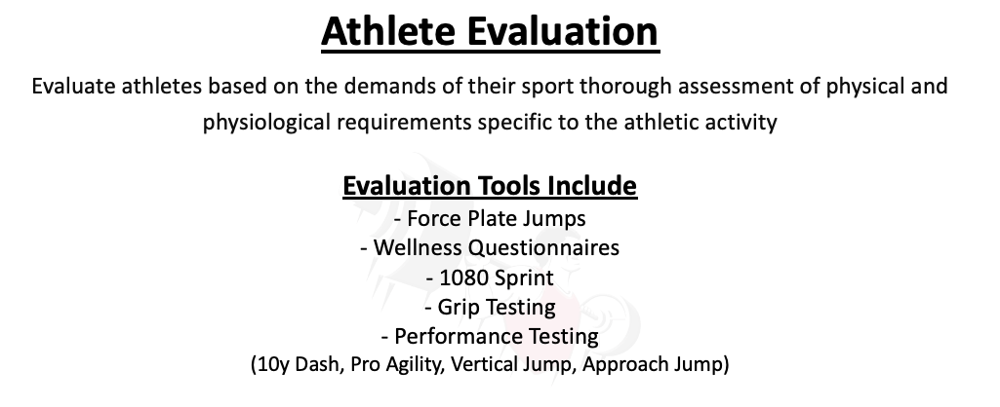 Athlete Evaluation
Evaluate athletes based on the demands of their sport thorough assessment of physical and
physiological requirements specific to the athletic activity
Evaluation Tools Include
- Force Plate Jumps
- Wellness Questionnaires
- 1080 Sprint
- Grip Testing
- Performance Testing
(10y Dash, Pro Agility, Vertical Jump, Approach Jump)